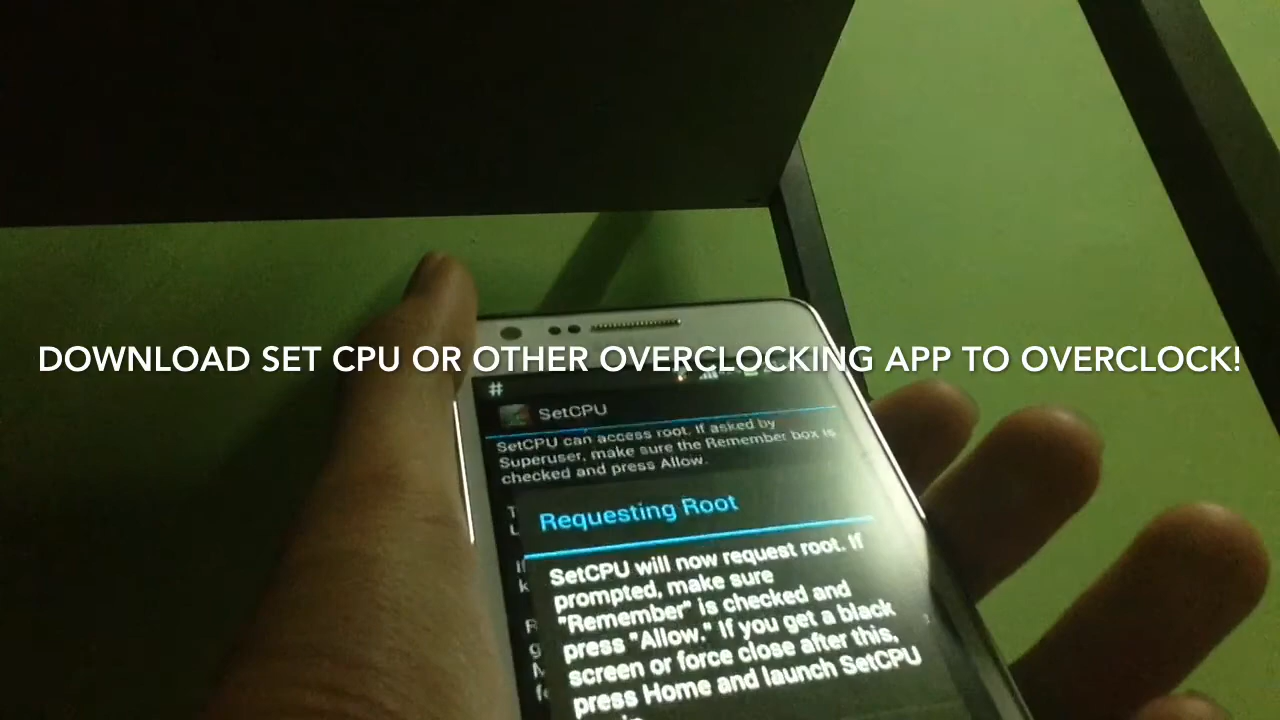 DOWNLOAD SET CPU OR OTHER OVERCLOCKING APP TO OVERCLOCK!
#
SetCPU
SetCPU can access root. If asked by
Superuser, make sure the Remember box is
checked and press Allow.
Requesting Root
SetCPU will now request root. If
prompted, make sure
"Remember" is checked and
press "Allow." If you get a black
screen or force close after this,
press Home and launch SetCPU